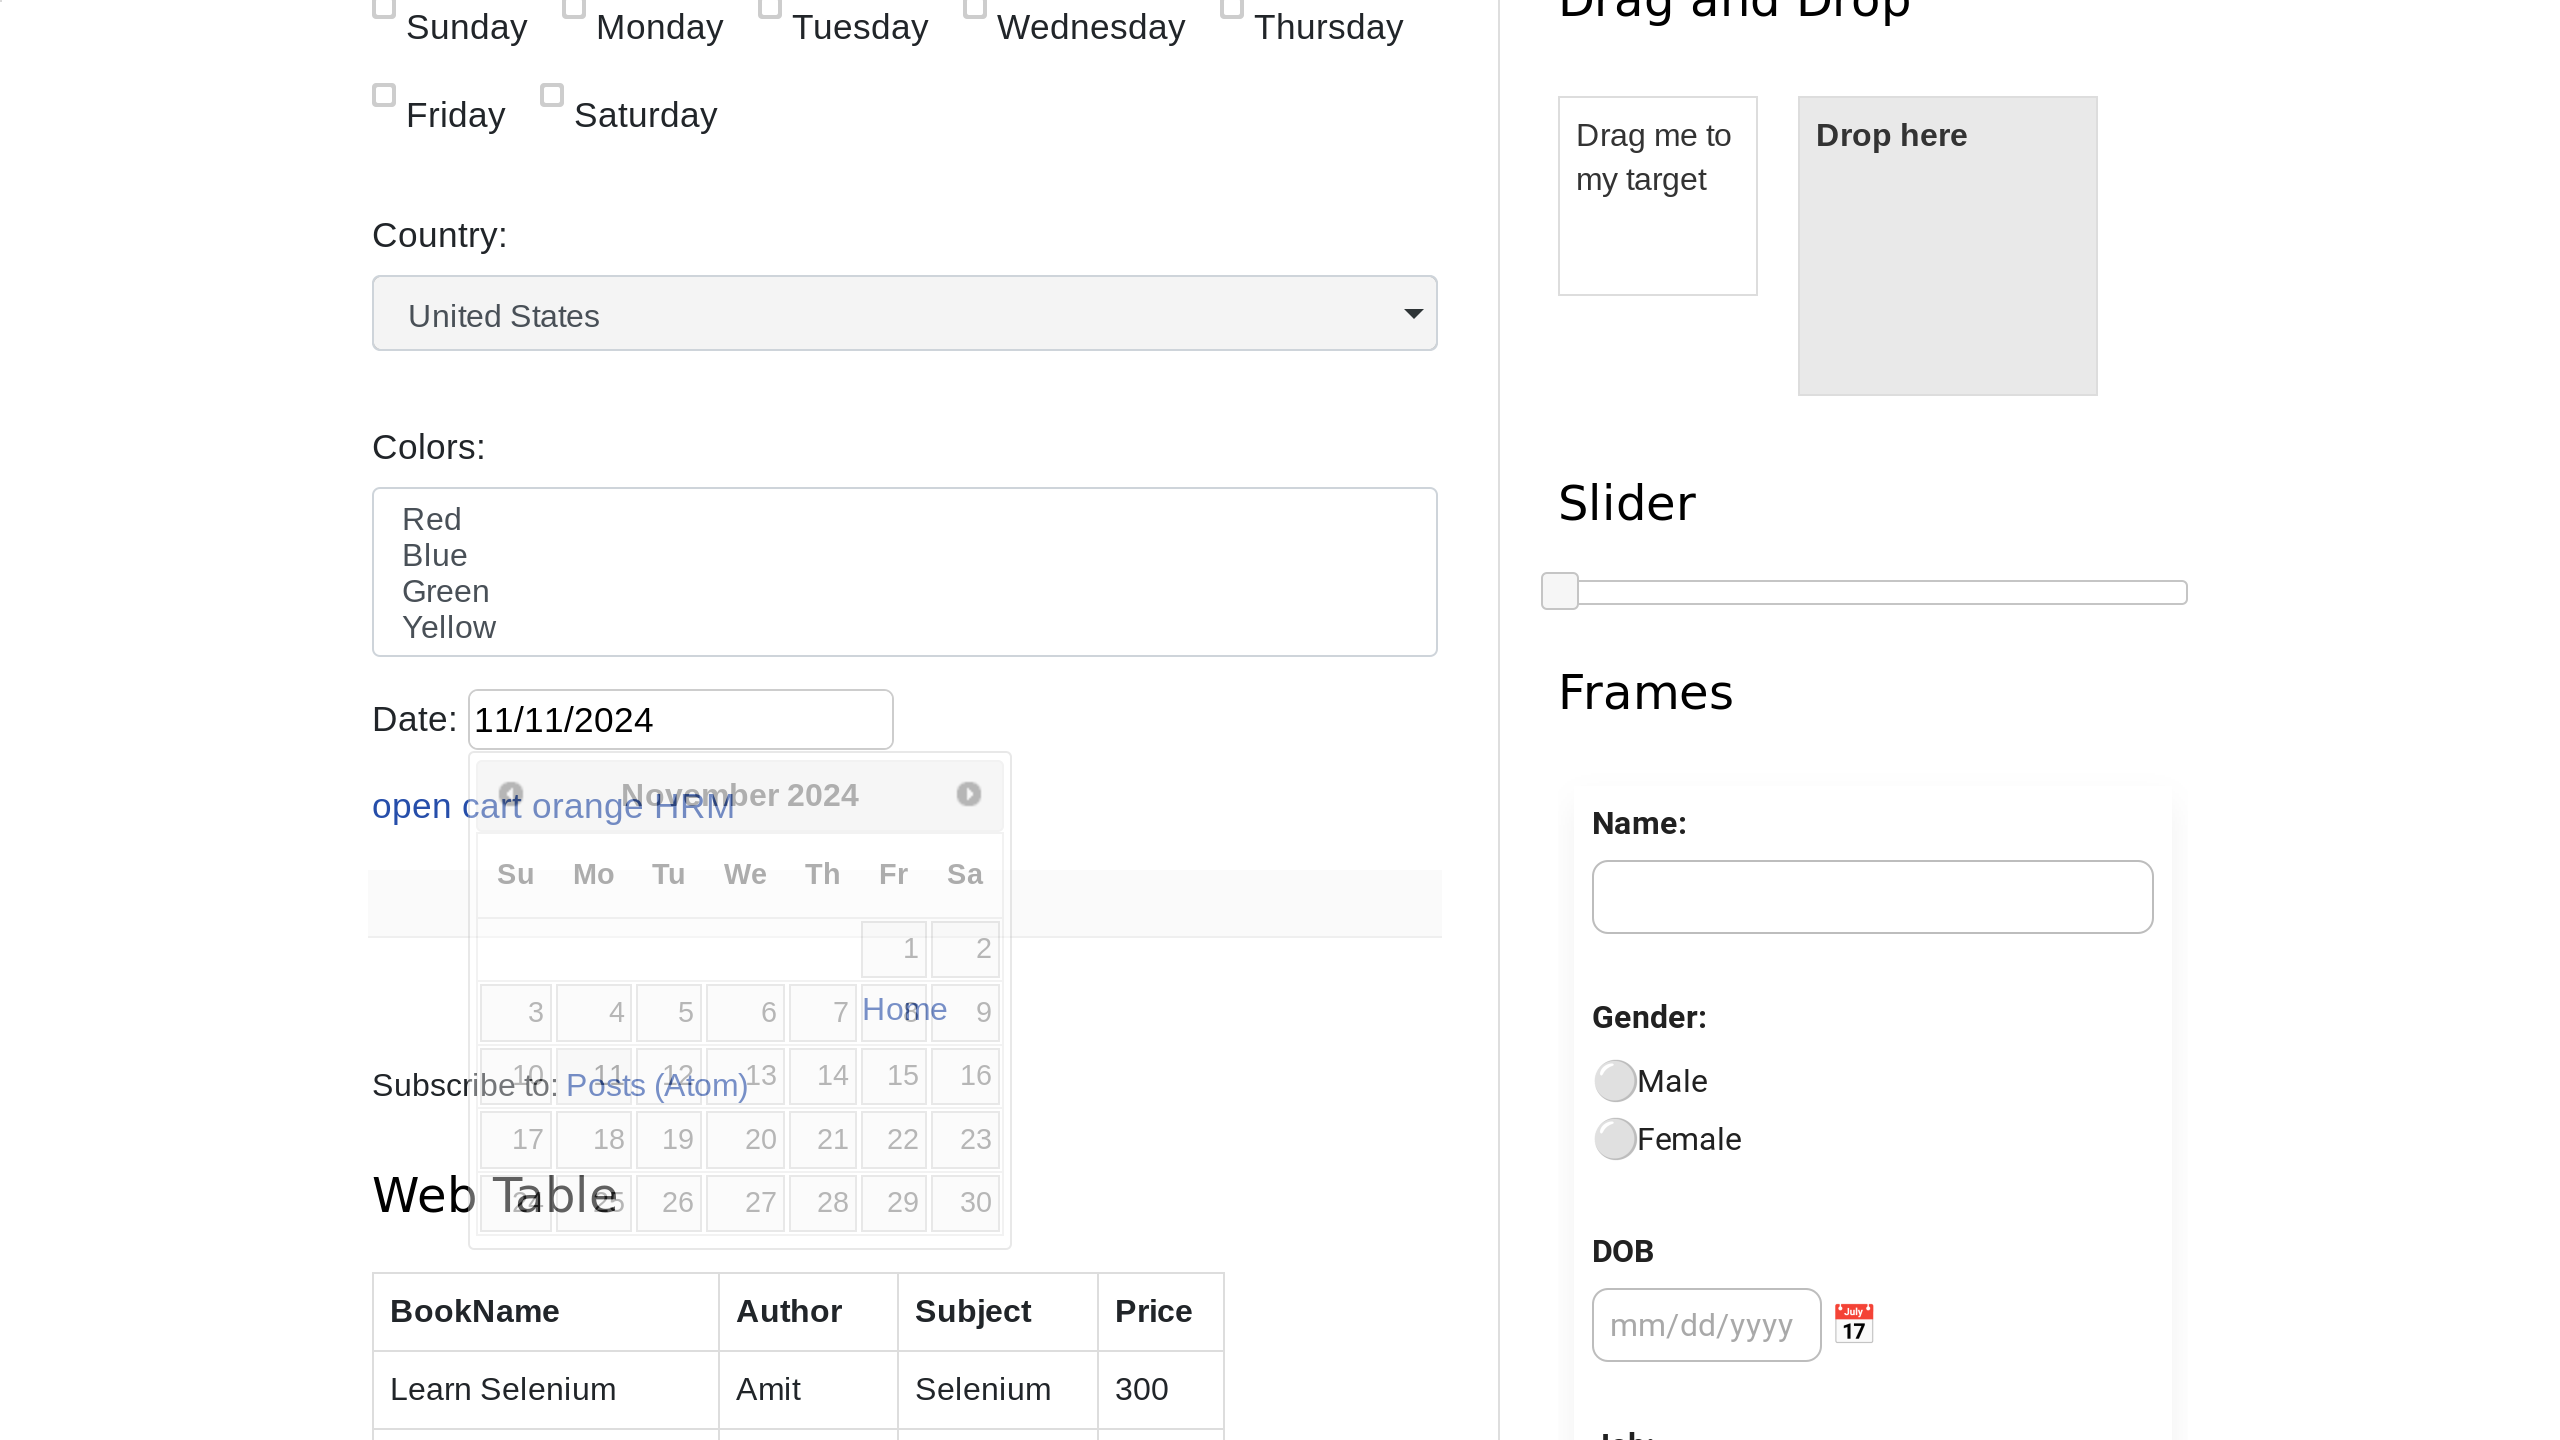 Sunday Monday Tuesday Wednesday Thursday
Friday Saturday
Country:
United States
Colors:
Red
Blue
Green
Yellow
Date: 11/11/2024
open cart orange HRM
November 2024
Su Mo Tu We Th Fr Sa
1 2
3 4 5 6 7 8 9
Home
10 11 12 13 14 15 16
Subscribe to: Posts (Atom)
17 18 19 20 21 22 23
24 25 26 27 28 29 30
Web Table
BookName Author Subject Price
Learn Selenium Amit Selenium 300
Drag and Drop
Drag me to
my target
Drop here
Slider
Frames
Name:
Gender:
Male
Female
DOB
mm/dd/yyyy
July
17
Job: